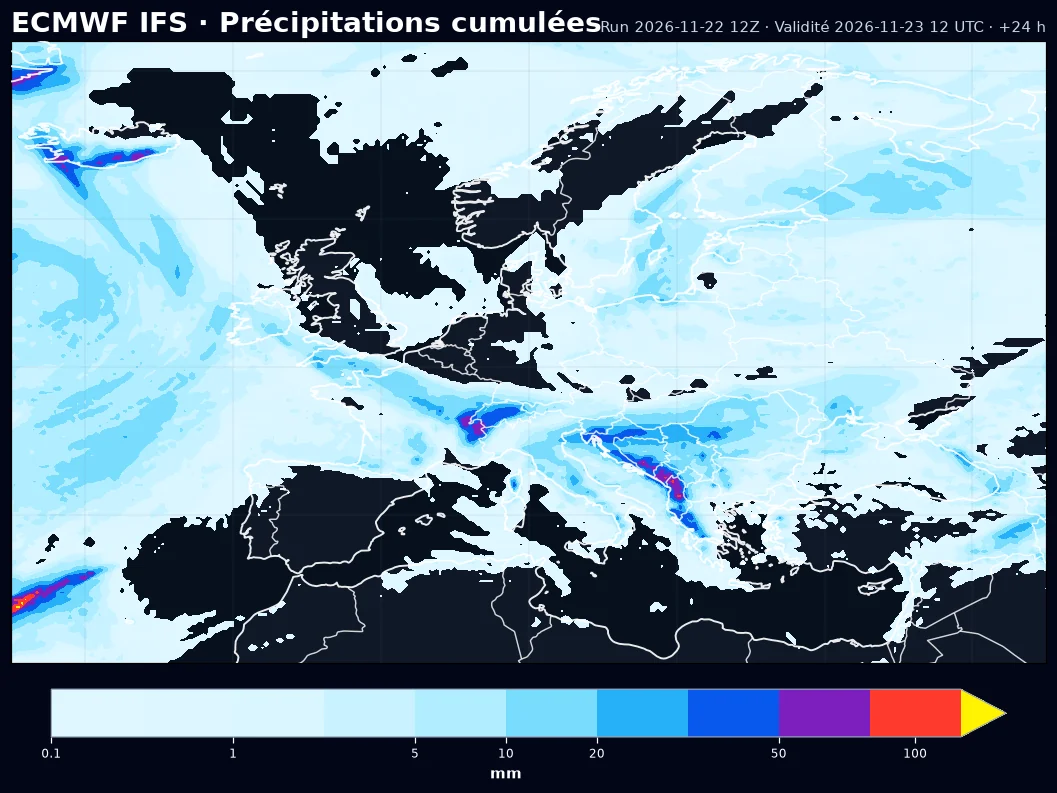 ECMWF IFS · Précipitations cumulées
Run 2026-11-22 12Z · Validité 2026-11-23 12 UTC · +24 h
0.1 1 5 10 20 50 100
mm